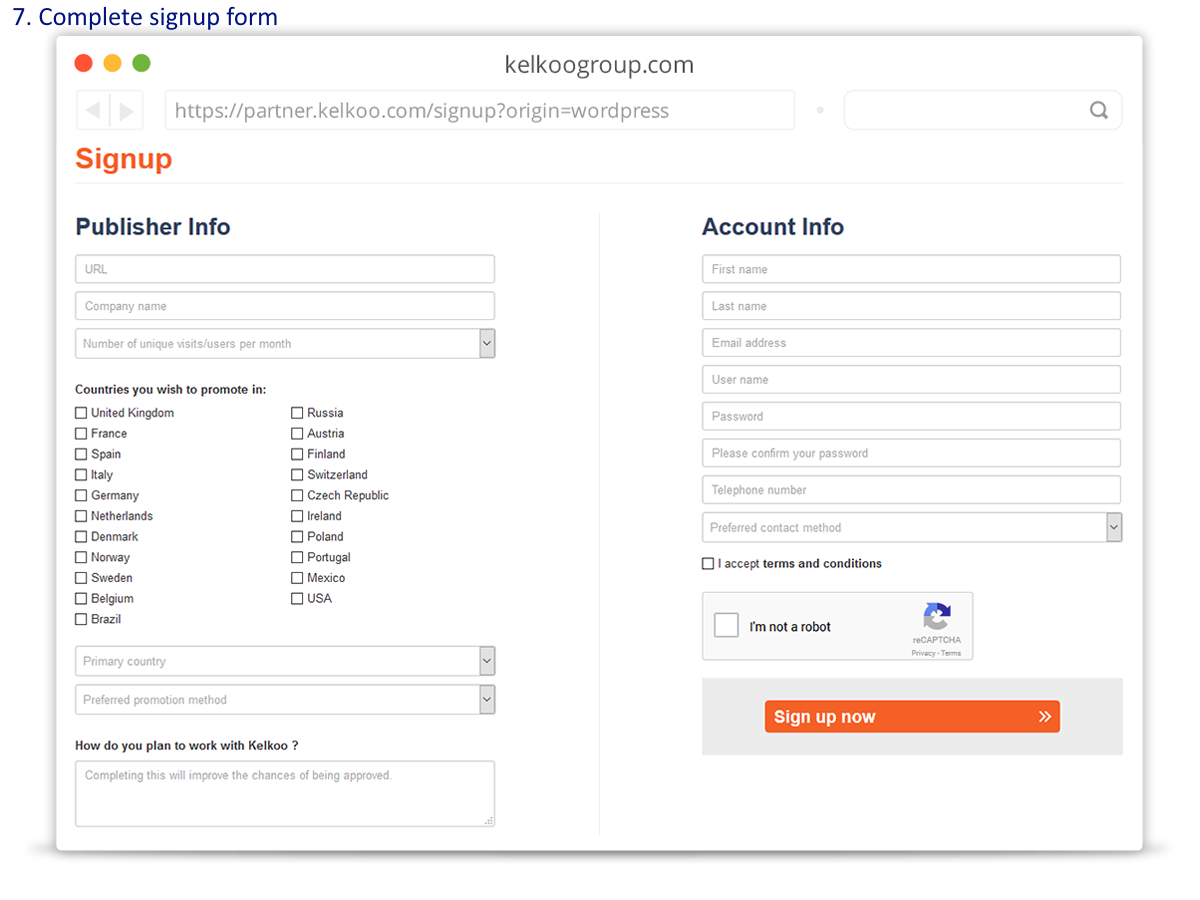 7. Complete signup form
kelkoogroup.com
https://partner.kelkoo.com/signup?origin=wordpress
Signup
Publisher Info
URL
Company name
Number of unique visits/users per month
Countries you wish to promote in:
United Kingdom
France
Spain
Italy
Germany
Netherlands
Denmark
Norway
Sweden
Belgium
Brazil
Russia
Austria
Finland
Switzerland
Czech Republic
Ireland
Poland
Portugal
Mexico
USA
Primary country
Preferred promotion method
How do you plan to work with Kelkoo ?
Completing this will improve the chances of being approved.
Account Info
First name
Last name
Email address
User name
Password
Please confirm your password
Telephone number
Preferred contact method
I accept terms and conditions
I'm not a robot
reCAPTCHA
Privacy - Terms
Sign up now